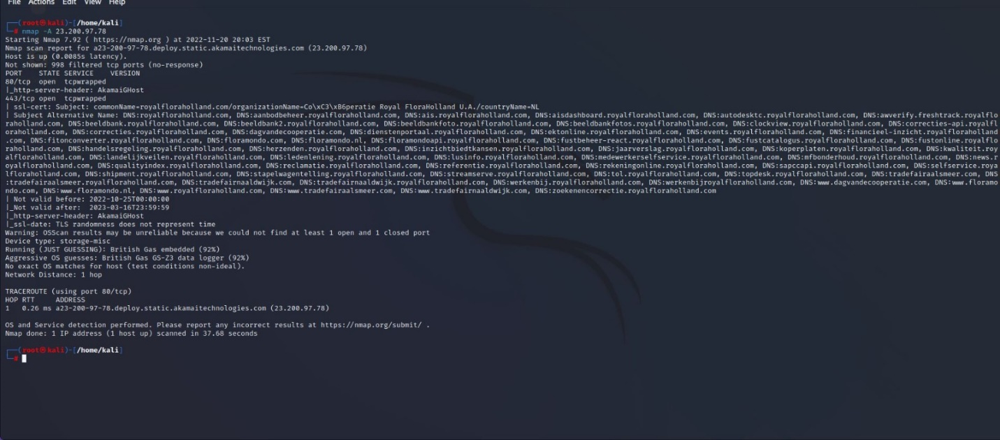 File Actions Edit View Help
┌──(root㉿kali)-[/home/kali]
└─# nmap -A 23.200.97.78
Starting Nmap 7.92 ( https://nmap.org ) at 2022-11-20 20:03 EST
Nmap scan report for a23-200-97-78.deploy.static.akamaitechnologies.com (23.200.97.78)
Host is up (0.0085s latency).
Not shown: 998 filtered tcp ports (no-response)
PORT    STATE SERVICE    VERSION
80/tcp  open  tcpwrapped
|_http-server-header: AkamaiGHost
443/tcp open  tcpwrapped
| ssl-cert: Subject: commonName=royalfloraholland.com/organizationName=Co\xC3\xB6peratie Royal FloraHolland U.A./countryName=NL
| Subject Alternative Name: DNS:royalfloraholland.com, DNS:aanbodbeheer.royalfloraholland.com, DNS:ais.royalfloraholland.com, DNS:aisdashboard.royalfloraholland.com, DNS:autodesktc.royalfloraholland.com, DNS:awverify.freshtrack.royalflo
raholland.com, DNS:beeldbank.royalfloraholland.com, DNS:beeldbank2.royalfloraholland.com, DNS:beeldbankfoto.royalfloraholland.com, DNS:beeldbankfotos.royalfloraholland.com, DNS:clockview.royalfloraholland.com, DNS:correcties-api.royalfl
oraholland.com, DNS:correcties.royalfloraholland.com, DNS:dagvandecooperatie.com, DNS:dienstenportaal.royalfloraholland.com, DNS:ektonline.royalfloraholland.com, DNS:events.royalfloraholland.com, DNS:financieel-inzicht.royalfloraholland
.com, DNS:fitonconverter.royalfloraholland.com, DNS:floramondo.com, DNS:floramondo.nl, DNS:floramondoapi.royalfloraholland.com, DNS:fustbeheer-react.royalfloraholland.com, DNS:fustcatalogus.royalfloraholland.com, DNS:fustonline.royalflo
raholland.com, DNS:handelsregeling.royalfloraholland.com, DNS:herzenden.royalfloraholland.com, DNS:inzichtbiedtkansen.royalfloraholland.com, DNS:jaarverslag.royalfloraholland.com, DNS:koperplaten.royalfloraholland.com, DNS:kwaliteit.roy
alfloraholland.com, DNS:landelijkveilen.royalfloraholland.com, DNS:ledenlening.royalfloraholland.com, DNS:lusinfo.royalfloraholland.com, DNS:medewerkerselfservice.royalfloraholland.com, DNS:mfbonderhoud.royalfloraholland.com, DNS:news.r
oyalfloraholland.com, DNS:qualityindex.royalfloraholland.com, DNS:reclamatie.royalfloraholland.com, DNS:referentie.royalfloraholland.com, DNS:rekeningonline.royalfloraholland.com, DNS:sapccapi.royalfloraholland.com, DNS:selfservice.roya
lfloraholland.com, DNS:shipment.royalfloraholland.com, DNS:stapelwagentelling.royalfloraholland.com, DNS:streamserve.royalfloraholland.com, DNS:tol.royalfloraholland.com, DNS:topdesk.royalfloraholland.com, DNS:tradefairaalsmeer.com, DNS
:tradefairaalsmeer.royalfloraholland.com, DNS:tradefairnaaldwijk.com, DNS:tradefairnaaldwijk.royalfloraholland.com, DNS:werkenbij.royalfloraholland.com, DNS:werkenbijroyalfloraholland.com, DNS:www.dagvandecooperatie.com, DNS:www.floramo
ndo.com, DNS:www.floramondo.nl, DNS:www.royalfloraholland.com, DNS:www.tradefairaalsmeer.com, DNS:www.tradefairnaaldwijk.com, DNS:zoekenencorrectie.royalfloraholland.com
| Not valid before: 2022-10-25T00:00:00
|_Not valid after:  2023-03-16T23:59:59
|_http-server-header: AkamaiGHost
|_ssl-date: TLS randomness does not represent time
Warning: OSScan results may be unreliable because we could not find at least 1 open and 1 closed port
Device type: storage-misc
Running (JUST GUESSING): British Gas embedded (92%)
Aggressive OS guesses: British Gas GS-Z3 data logger (92%)
No exact OS matches for host (test conditions non-ideal).
Network Distance: 1 hop
TRACEROUTE (using port 80/tcp)
HOP RTT     ADDRESS
1   0.26 ms a23-200-97-78.deploy.static.akamaitechnologies.com (23.200.97.78)
OS and Service detection performed. Please report any incorrect results at https://nmap.org/submit/ .
Nmap done: 1 IP address (1 host up) scanned in 37.68 seconds
┌──(root㉿kali)-[/home/kali]
└─#